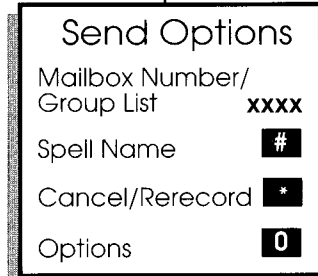 Send Options
Mailbox Number/
Group List xxxx
Spell Name #
Cancel/Rerecord *
Options 0